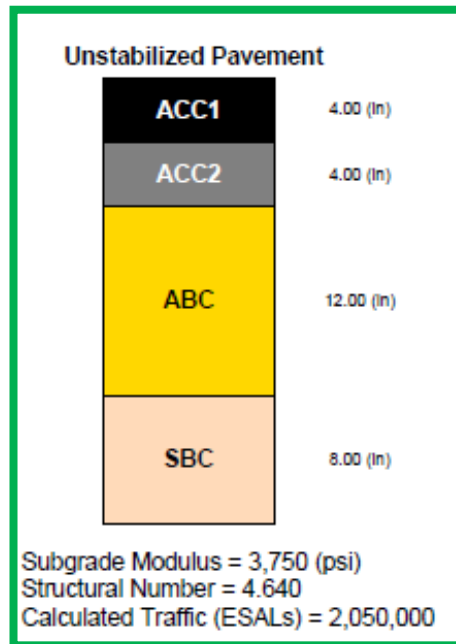 Unstabilized Pavement
ACC1 4.00 (in)
ACC2 4.00 (in)
ABC 12.00 (in)
SBC 8.00 (in)
Subgrade Modulus = 3,750 (psi)
Structural Number = 4.640
Calculated Traffic (ESALs) = 2,050,000